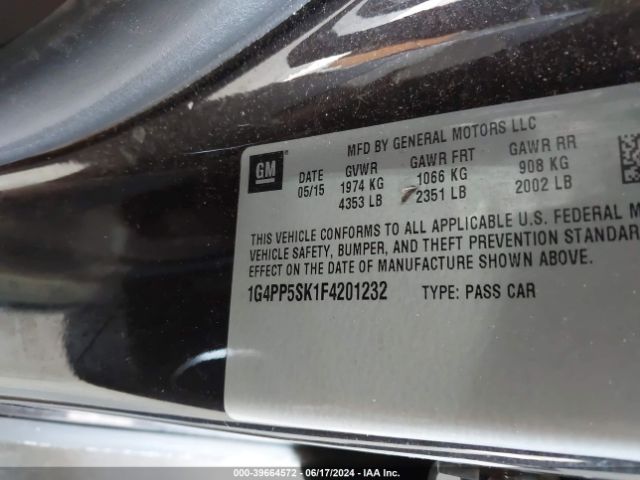 MFD BY GENERAL MOTORS LLC
GM
DATE GVWR GAWR FRT GAWR RR
05/15 1974 KG 1066 KG 908 KG
4353 LB 2351 LB 2002 LB
THIS VEHICLE CONFORMS TO ALL APPLICABLE U.S. FEDERAL M
VEHICLE SAFETY, BUMPER, AND THEFT PREVENTION STANDAR
EFFECT ON THE DATE OF MANUFACTURE SHOWN ABOVE.
1G4PP5SK1F4201232 TYPE: PASS CAR
000-39664572 - 06/17/2024 - IAA Inc.